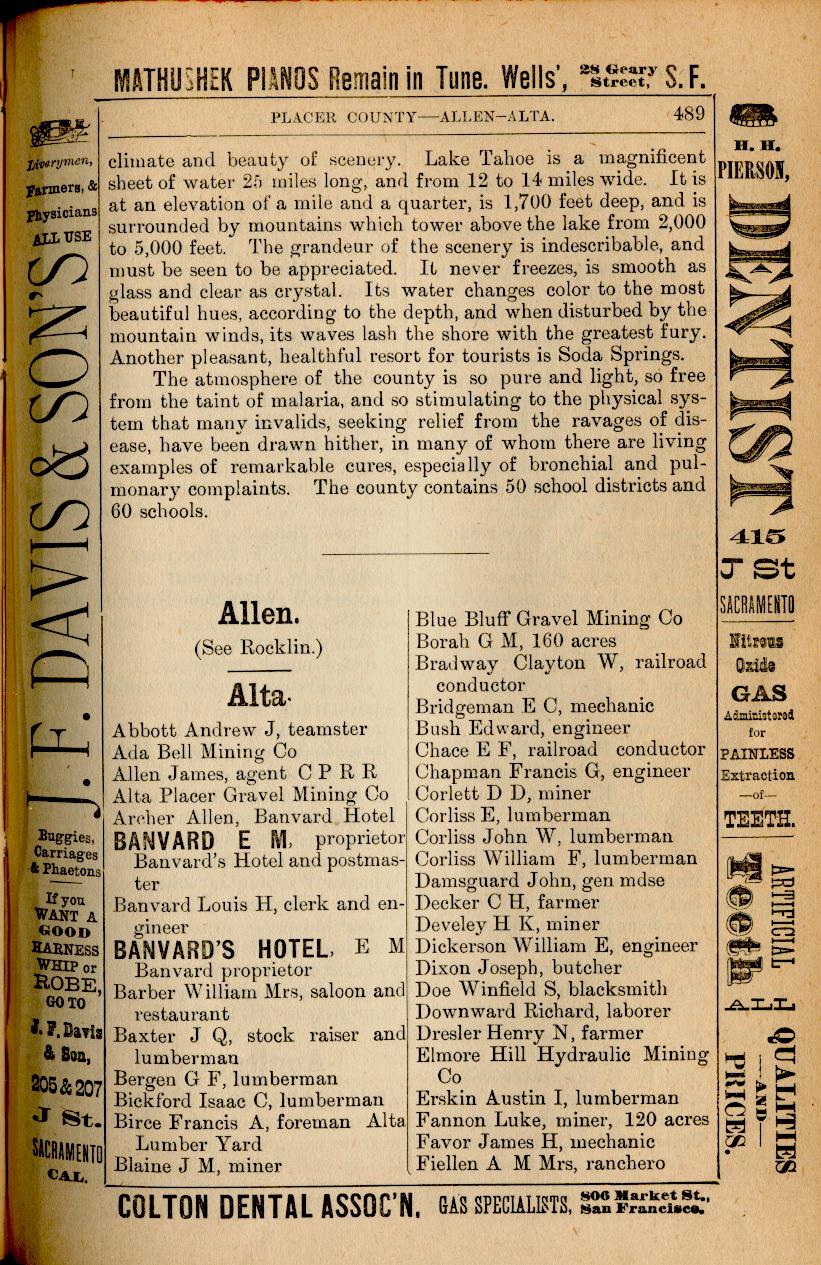 MATHUSHEK PIANOS Remain in Tune. Wells', 28 Geary Street, S. F.
PLACER COUNTY—ALLEN—ALTA. 489
climate and beauty of scenery. Lake Tahoe is a magnificent
sheet of water 25 miles long, and from 12 to 14 miles wide. It is
at an elevation of a mile and a quarter, is 1,700 feet deep, and is
surrounded by mountains which tower above the lake from 2,000
to 5,000 feet. The grandeur of the scenery is indescribable, and
must be seen to be appreciated. It never freezes, is smooth as
glass and clear as crystal. Its water changes color to the most
beautiful hues, according to the depth, and when disturbed by the
mountain winds, its waves lash the shore with the greatest fury.
Another pleasant, healthful resort for tourists is Soda Springs.
The atmosphere of the county is so pure and light, so free
from the taint of malaria, and so stimulating to the physical sys-
tem that many invalids, seeking relief from the ravages of dis-
ease, have been drawn hither, in many of whom there are living
examples of remarkable cures, especially of bronchial and pul-
monary complaints. The county contains 50 school districts and
60 schools.
Allen.
(See Rocklin.)
Alta.
Abbott Andrew J, teamster
Ada Bell Mining Co
Allen James, agent C P R R
Alta Placer Gravel Mining Co
Archer Allen, Banvard Hotel
BANVARD E M, proprietor
Banvard's Hotel and postmas-
ter
Banvard Louis H, clerk and en-
gineer
BANVARD'S HOTEL, E M
Banvard proprietor
Barber William Mrs, saloon and
restaurant
Baxter J Q, stock raiser and
lumberman
Bergen G F, lumberman
Bickford Isaac C, lumberman
Birce Francis A, foreman Alta
Lumber Yard
Blaine J M, miner
Blue Bluff Gravel Mining Co
Borah G M, 160 acres
Bradway Clayton W, railroad
conductor
Bridgeman E C, mechanic
Bush Edward, engineer
Chace E F, railroad conductor
Chapman Francis G, engineer
Corlett D D, miner
Corliss E, lumberman
Corliss John W, lumberman
Corliss William F, lumberman
Damsguard John, gen mdse
Decker C H, farmer
Develey H K, miner
Dickerson William E, engineer
Dixon Joseph, butcher
Doe Winfield S, blacksmith
Downward Richard, laborer
Dresler Henry N, farmer
Elmore Hill Hydraulic Mining
Co
Erskin Austin I, lumberman
Fannon Luke, miner, 120 acres
Favor James H, mechanic
Fiellen A M Mrs, ranchero
Liverymen,
Farmers, &
Physicians
ALL USE
J. F. DAVIS & SON'S
Buggies,
Carriages
& Phaetons
If you
WANT A
GOOD
HARNESS
WHIP or
ROBE,
GO TO
J. F. Davis
& Son,
205 & 207
J St.
SACRAMENTO
CAL.
H. H.
PIERSON,
DENTIST
415
J St
SACRAMENTO
Nitrous
Oxide
GAS
Administered
for
PAINLESS
Extraction
—of—
TEETH.
ARTIFICIAL
Teeth
ALL
QUALITIES
—AND—
PRICES.
COLTON DENTAL ASSOC'N, GAS SPECIALISTS, 806 Market St., San Francisco.